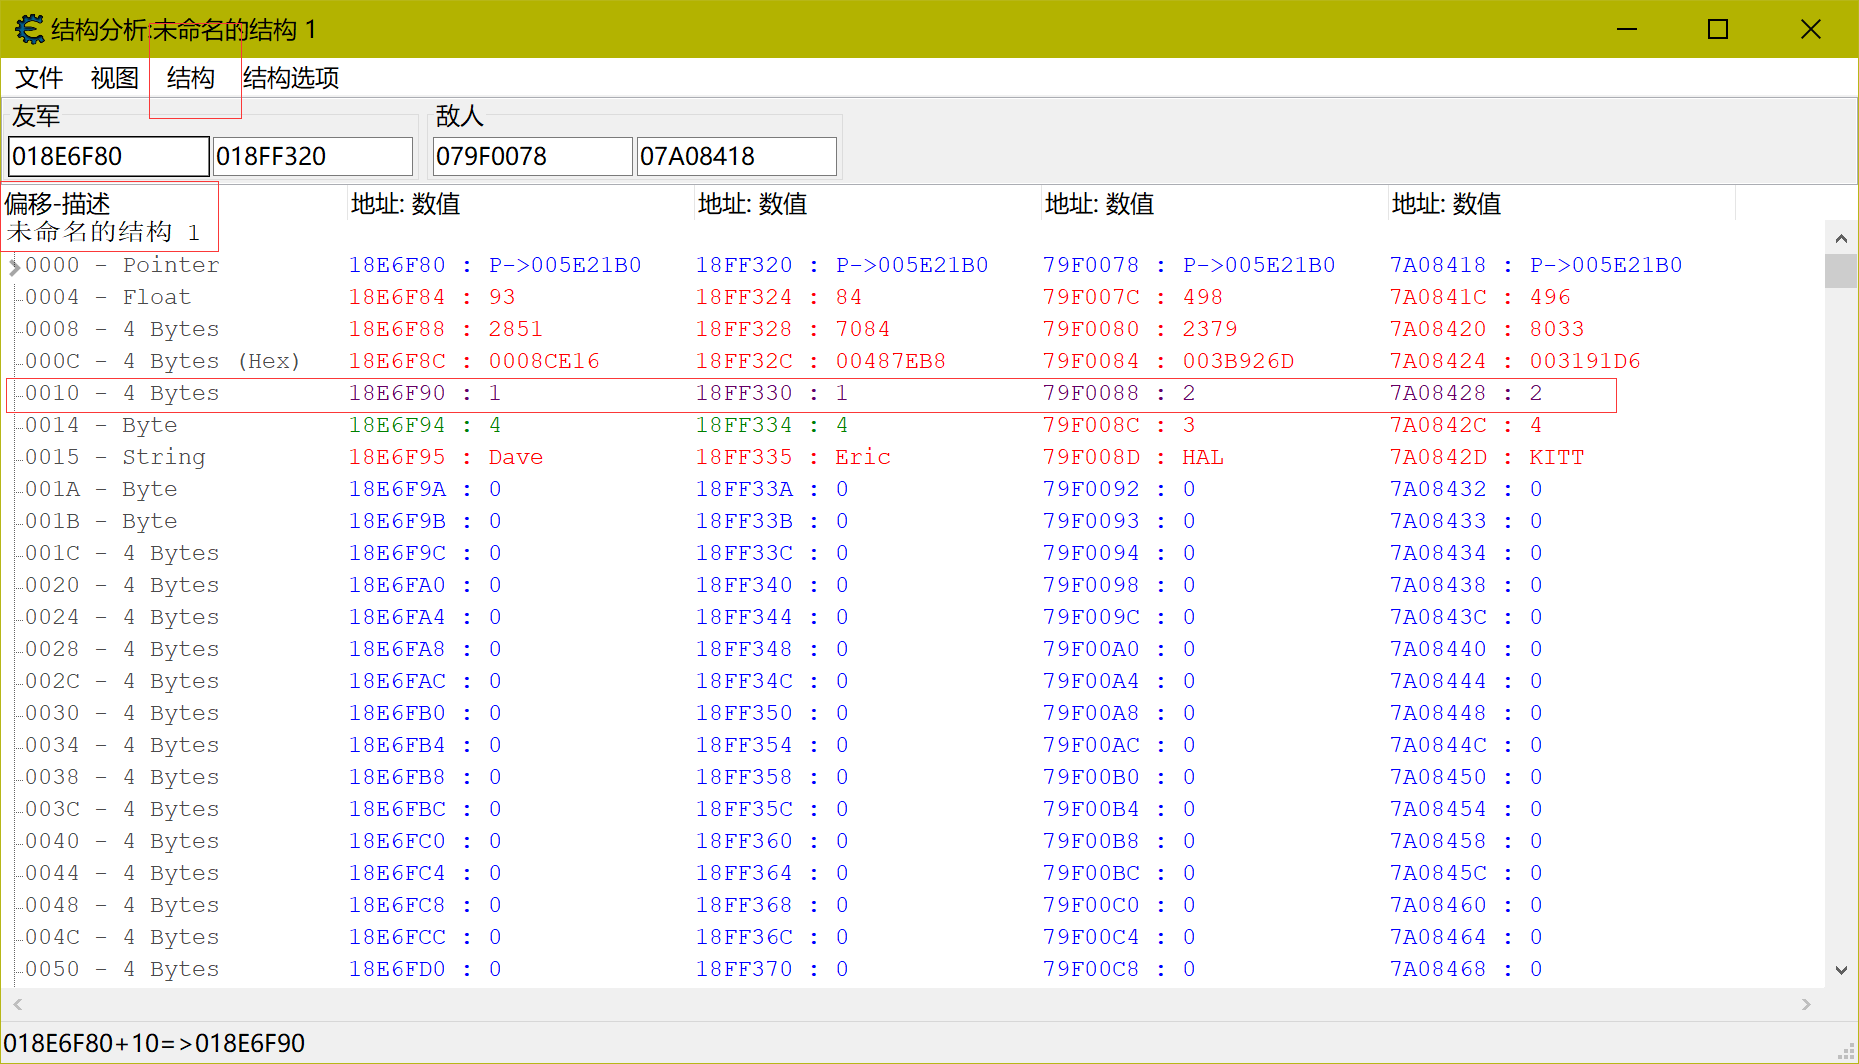 结构分析:未命名的结构 1
文件 视图 结构 结构选项
友军 敌人
018E6F80 018FF320 079F0078 07A08418
偏移-描述 地址: 数值 地址: 数值 地址: 数值 地址: 数值
未命名的结构 1
0000 - Pointer 18E6F80 : P->005E21B0 18FF320 : P->005E21B0 79F0078 : P->005E21B0 7A08418 : P->005E21B0
0004 - Float 18E6F84 : 93 18FF324 : 84 79F007C : 498 7A0841C : 496
0008 - 4 Bytes 18E6F88 : 2851 18FF328 : 7084 79F0080 : 2379 7A08420 : 8033
000C - 4 Bytes (Hex) 18E6F8C : 0008CE16 18FF32C : 00487EB8 79F0084 : 003B926D 7A08424 : 003191D6
0010 - 4 Bytes 18E6F90 : 1 18FF330 : 1 79F0088 : 2 7A08428 : 2
0014 - Byte 18E6F94 : 4 18FF334 : 4 79F008C : 3 7A0842C : 4
0015 - String 18E6F95 : Dave 18FF335 : Eric 79F008D : HAL 7A0842D : KITT
001A - Byte 18E6F9A : 0 18FF33A : 0 79F0092 : 0 7A08432 : 0
001B - Byte 18E6F9B : 0 18FF33B : 0 79F0093 : 0 7A08433 : 0
001C - 4 Bytes 18E6F9C : 0 18FF33C : 0 79F0094 : 0 7A08434 : 0
0020 - 4 Bytes 18E6FA0 : 0 18FF340 : 0 79F0098 : 0 7A08438 : 0
0024 - 4 Bytes 18E6FA4 : 0 18FF344 : 0 79F009C : 0 7A0843C : 0
0028 - 4 Bytes 18E6FA8 : 0 18FF348 : 0 79F00A0 : 0 7A08440 : 0
002C - 4 Bytes 18E6FAC : 0 18FF34C : 0 79F00A4 : 0 7A08444 : 0
0030 - 4 Bytes 18E6FB0 : 0 18FF350 : 0 79F00A8 : 0 7A08448 : 0
0034 - 4 Bytes 18E6FB4 : 0 18FF354 : 0 79F00AC : 0 7A0844C : 0
0038 - 4 Bytes 18E6FB8 : 0 18FF358 : 0 79F00B0 : 0 7A08450 : 0
003C - 4 Bytes 18E6FBC : 0 18FF35C : 0 79F00B4 : 0 7A08454 : 0
0040 - 4 Bytes 18E6FC0 : 0 18FF360 : 0 79F00B8 : 0 7A08458 : 0
0044 - 4 Bytes 18E6FC4 : 0 18FF364 : 0 79F00BC : 0 7A0845C : 0
0048 - 4 Bytes 18E6FC8 : 0 18FF368 : 0 79F00C0 : 0 7A08460 : 0
004C - 4 Bytes 18E6FCC : 0 18FF36C : 0 79F00C4 : 0 7A08464 : 0
0050 - 4 Bytes 18E6FD0 : 0 18FF370 : 0 79F00C8 : 0 7A08468 : 0
018E6F80+10=>018E6F90